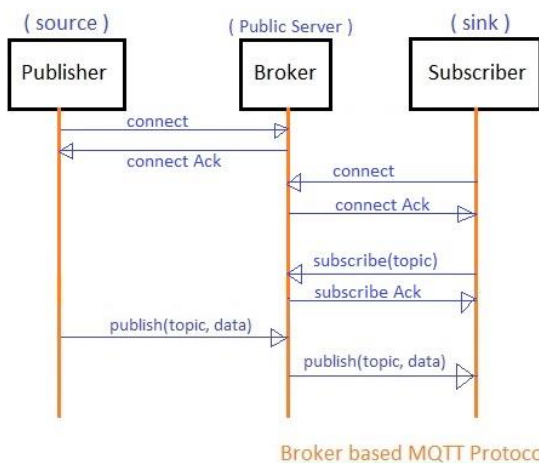 ( source )
( Public Server )
( sink )
Publisher
Broker
Subscriber
connect
connect Ack
connect
connect Ack
subscribe(topic)
subscribe Ack
publish(topic, data)
publish(topic, data)
Broker based MQTT Protoco